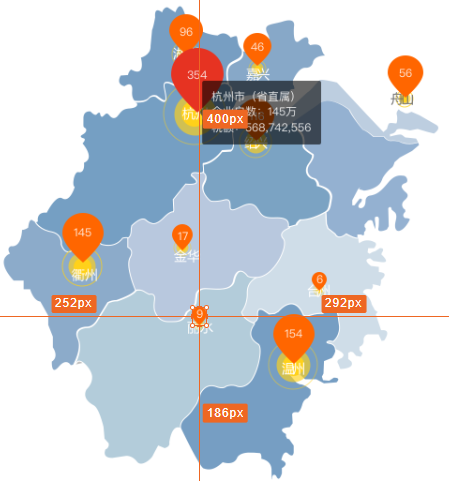 96
湖
46
嘉兴
354
56
舟山
杭州市（省直属）
企业户数：145万
税额：568,742,556
杭州
400px
绍兴
145
衢州
17
金华
6
台州
252px
292px
9
丽水
154
温州
186px